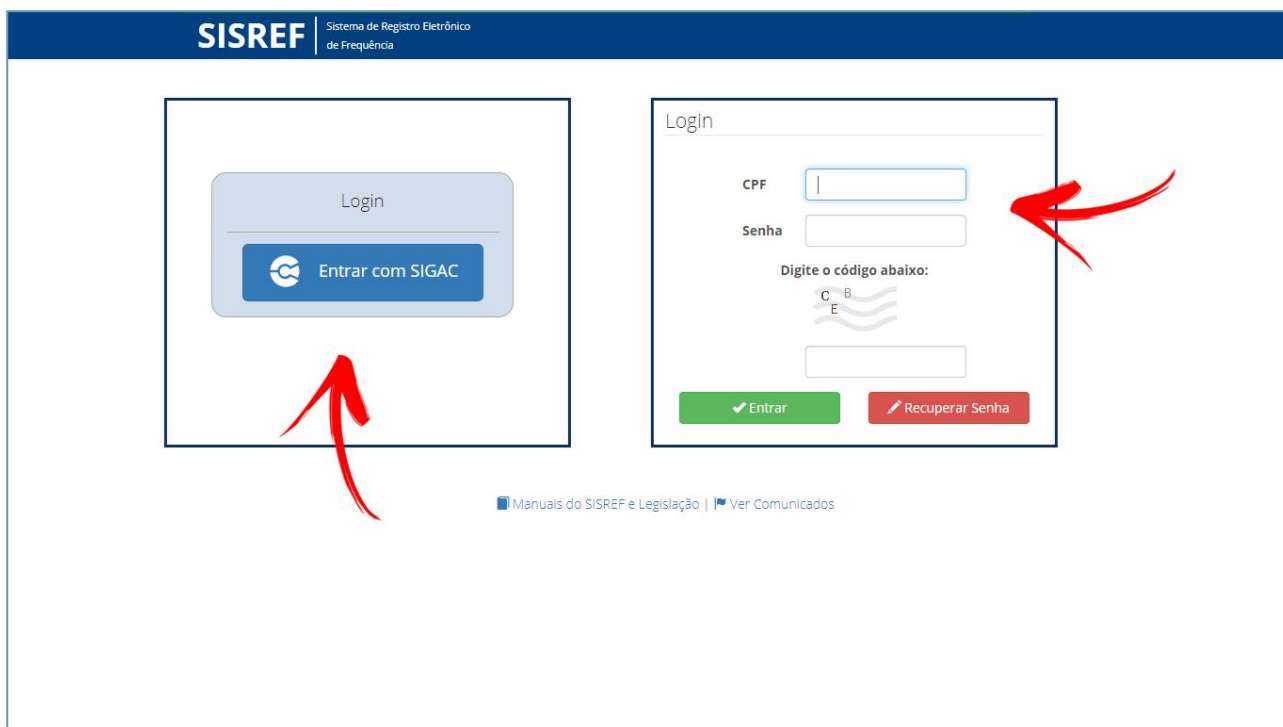 SISREF
Sistema de Registro Eletrônico
de Frequência
Login
Entrar com SIGAC
Login
CPF
Senha
Digite o código abaixo:
C B
E
Entrar
Recuperar Senha
Manuais do SISREF e Legislação | Ver Comunicados